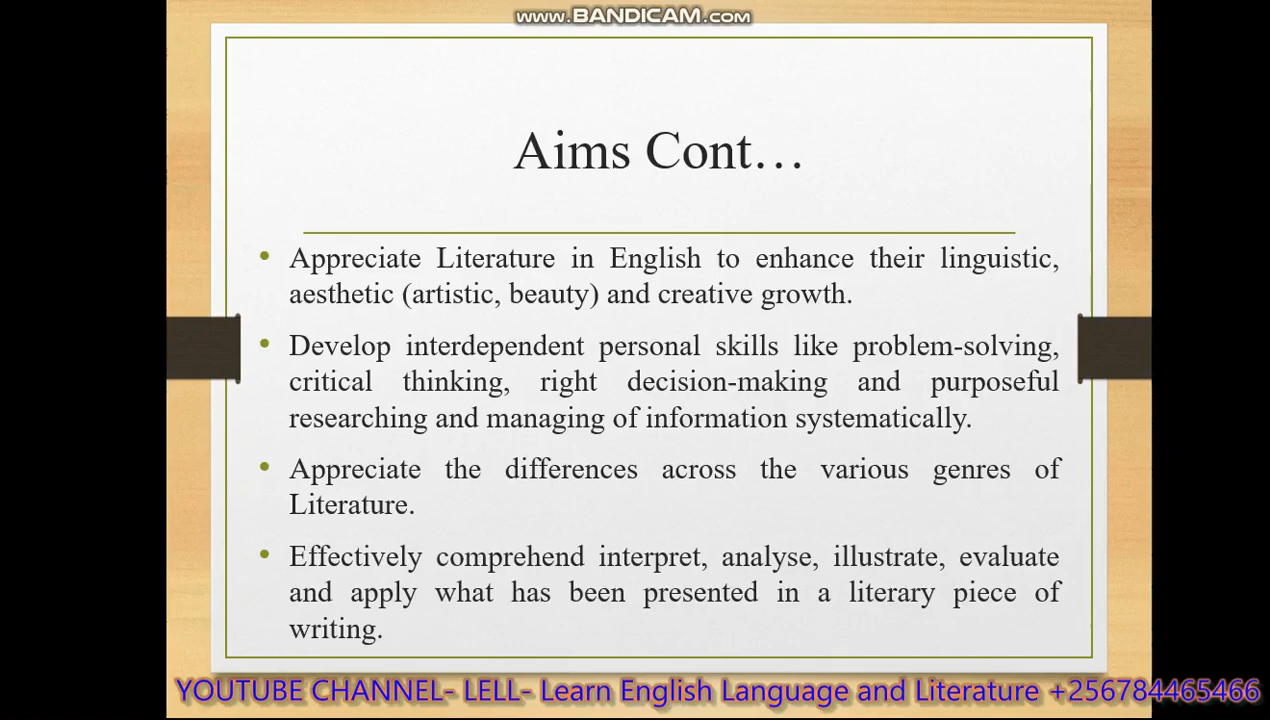 www.BANDICAM.com
Aims Cont…
• Appreciate Literature in English to enhance their linguistic,
aesthetic (artistic, beauty) and creative growth.
• Develop interdependent personal skills like problem-solving,
critical thinking, right decision-making and purposeful
researching and managing of information systematically.
• Appreciate the differences across the various genres of
Literature.
• Effectively comprehend interpret, analyse, illustrate, evaluate
and apply what has been presented in a literary piece of
writing.
YOUTUBE CHANNEL- LELL- Learn English Language and Literature +256784465466